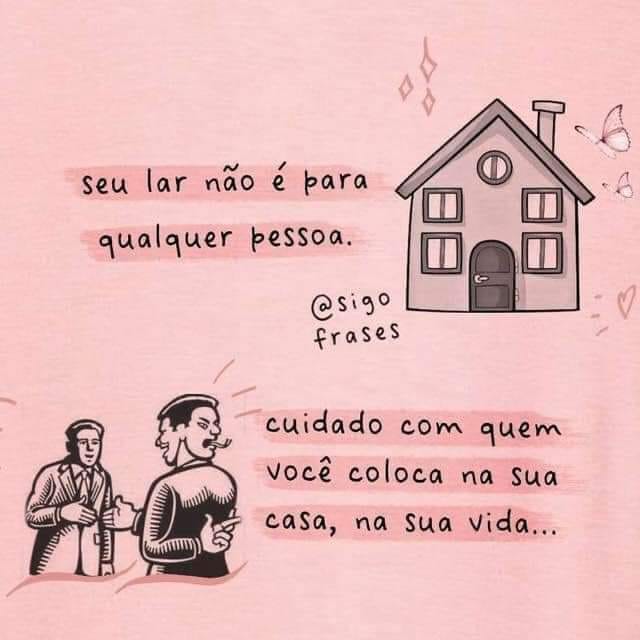 seu lar não é para
qualquer pessoa.
@sigo
frases
cuidado com quem
você coloca na sua
casa, na sua vida...